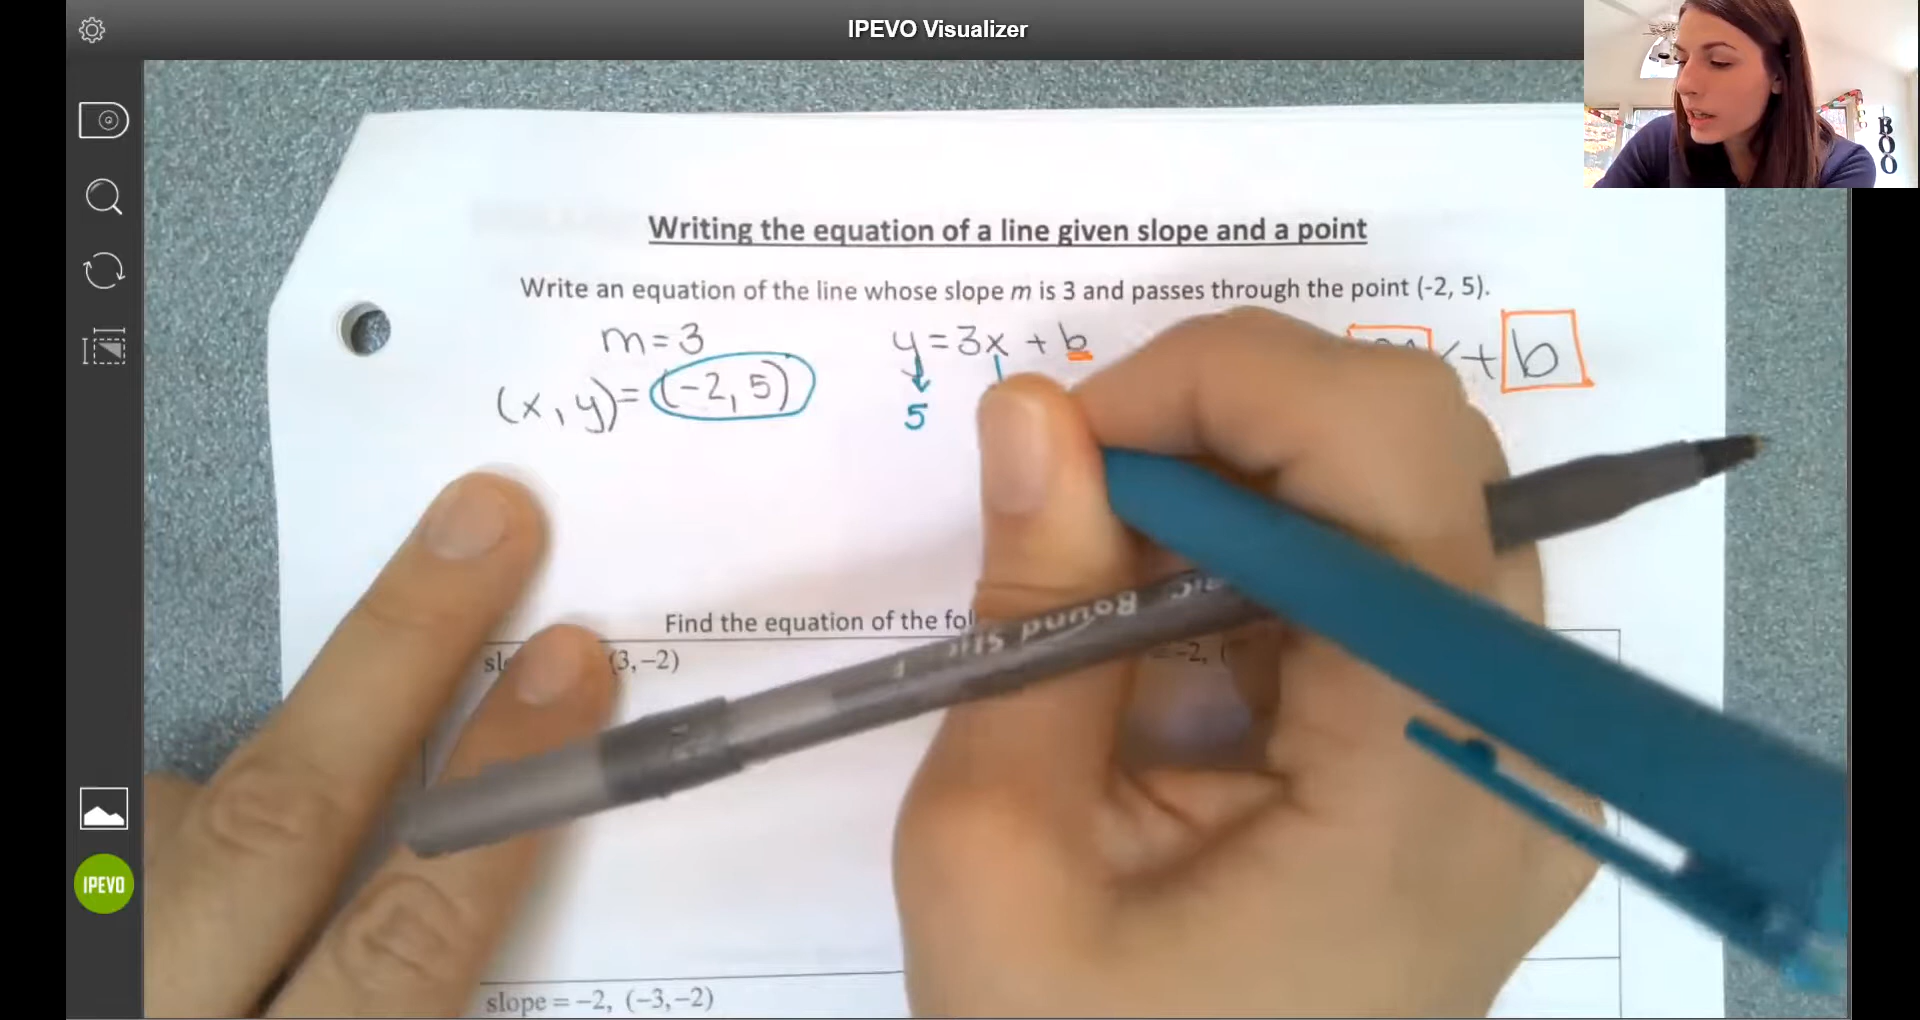 IPEVO Visualizer
BOO
Writing the equation of a line given slope and a point
Write an equation of the line whose slope m is 3 and passes through the point (-2, 5).
m = 3
y = 3x + b
+ b
(x, y) = (-2, 5)
5
Find the equation of the fol
(3,−2)
−2, (
Round Stic
IPEVO
slope = −2, (−3,−2)